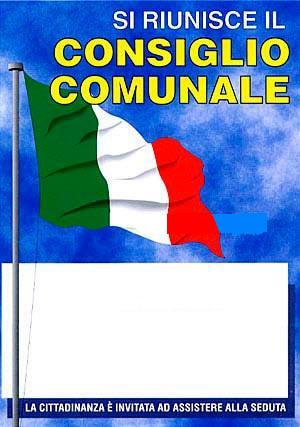 SI RIUNISCE IL
CONSIGLIO
COMUNALE
LA CITTADINANZA È INVITATA AD ASSISTERE ALLA SEDUTA